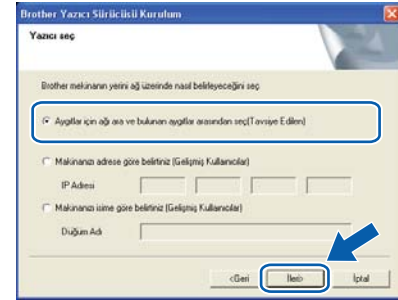 Brother Yazıcı Sürücüsü Kurulum
Yazıcı seç
Brother makinanın yerini ağ üzerinde nasıl belirleyeceğini seç
Aygıtlar için ağı ara ve bulunan aygıtlar arasından seç(Tavsiye Edilen)
Makinanızı adrese göre belirtiniz (Gelişmiş Kullanıcılar)
IP Adresi
Makinanızı isime göre belirtiniz (Gelişmiş Kullanıcılar)
Düğüm Adı
<Geri İleri> İptal